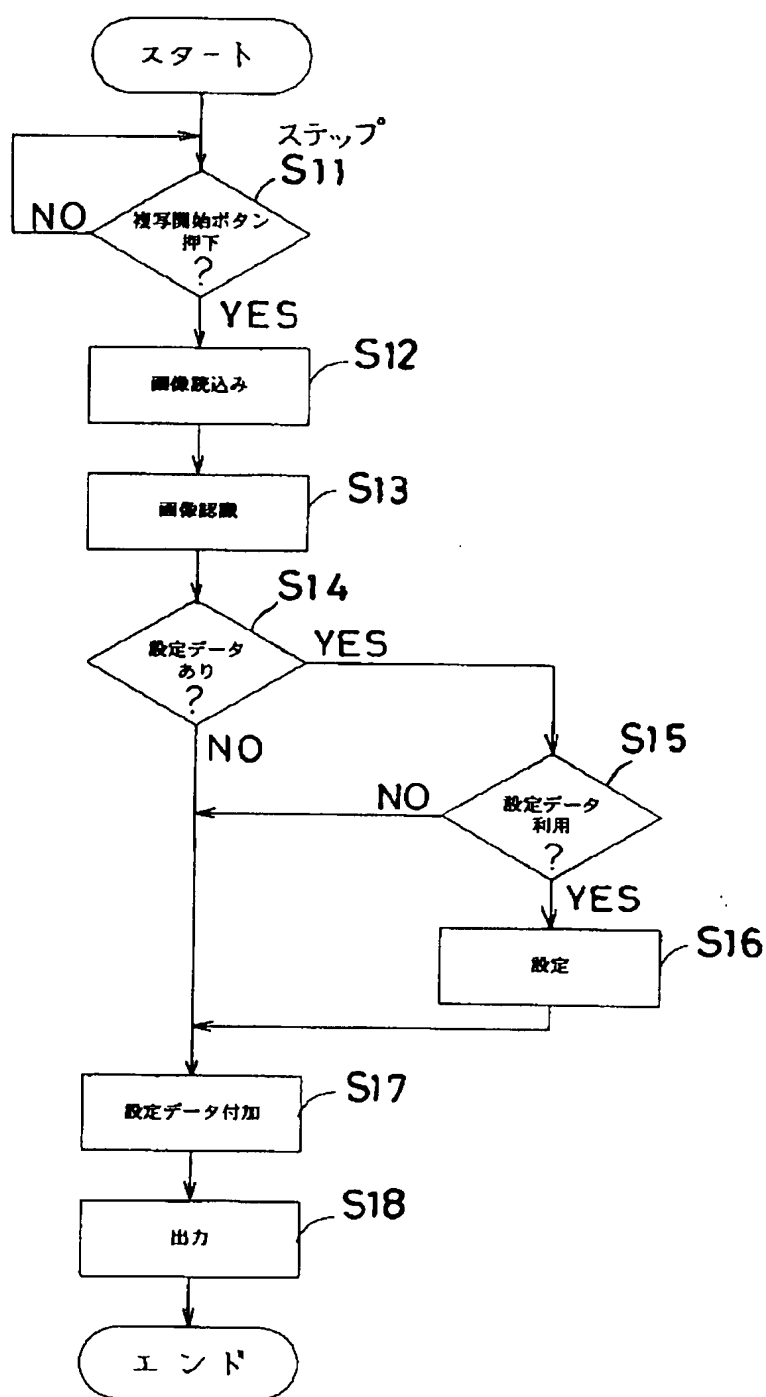 スタート
ステップ
S11
NO
複写開始ボタン
押下
?
YES
S12
画像読込み
S13
画像認識
S14
設定データ
あり
?
YES
NO
S15
NO
設定データ
利用
?
YES
S16
設定
S17
設定データ付加
S18
出力
エンド